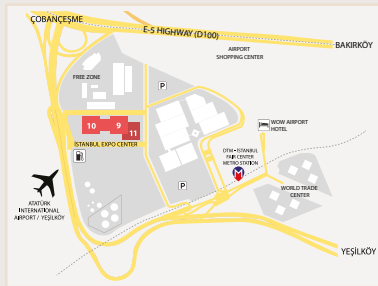 ÇOBANÇEŞME
E-5 HIGHWAY (D100)
BAKIRKÖY
AIRPORT
SHOPPING CENTER
FREE ZONE
P
10
9
11
WOW AIRPORT
HOTEL
İSTANBUL EXPO CENTER
DTM • İSTANBUL
FAIR CENTER
METRO STATION
M
P
WORLD TRADE
CENTER
ATATÜRK
INTERNATIONAL
AIRPORT / YEŞİLKÖY
YEŞİLKÖY